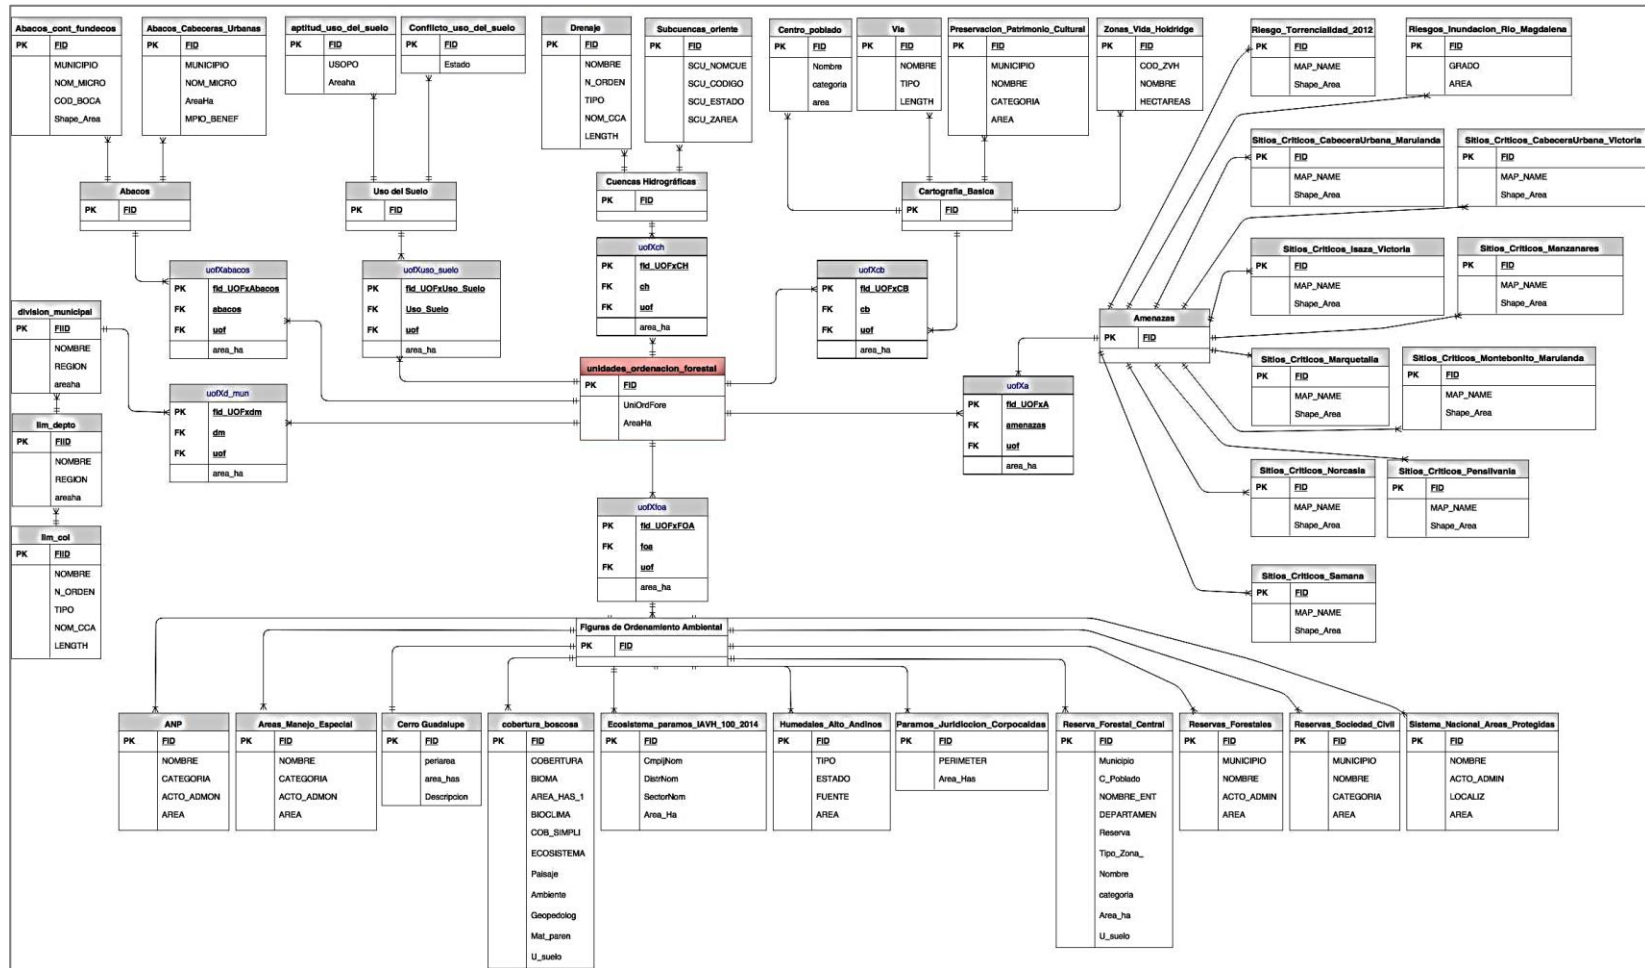 Abacos_cont_fundecos
PK FID
MUNICIPIO
NOM_MICRO
COD_BOCA
Shape_Area
Abacos_Cabeceras_Urbanas
PK FID
MUNICIPIO
NOM_MICRO
AreaHa
MPIO_BENEF
aptitud_uso_del_suelo
PK FID
USOPO
Areaha
Conflicto_uso_del_suelo
PK FID
Estado
Drenaje
PK FID
NOMBRE
N_ORDEN
TIPO
NOM_CCA
LENGTH
Subcuencas_oriente
PK FID
SCU_NOMCUE
SCU_CODIGO
SCU_ESTADO
SCU_ZAREA
Centro_poblado
PK FID
Nombre
categoria
area
Via
PK FID
NOMBRE
TIPO
LENGTH
Preservacion_Patrimonio_Cultural
PK FID
MUNICIPIO
NOMBRE
CATEGORIA
AREA
Zonas_Vida_Holdridge
PK FID
COD_ZVH
NOMBRE
HECTAREAS
Riesgo_Torrencialidad_2012
PK FID
MAP_NAME
Shape_Area
Riesgos_Inundacion_Rio_Magdalena
PK FID
GRADO
AREA
Sitios_Criticos_CabeceraUrbana_Marulanda
PK FID
MAP_NAME
Shape_Area
Sitios_Criticos_CabeceraUrbana_Victoria
PK FID
MAP_NAME
Shape_Area
Abacos
PK FID
Uso del Suelo
PK FID
Cuencas Hidrográficas
PK FID
Cartografia_Basica
PK FID
uofXabacos
PK fid_UOFxAbacos
FK abacos
FK uof
area_ha
uofXuso_suelo
PK fid_UOFxUso_Suelo
FK Uso_Suelo
FK uof
area_ha
uofXch
PK fid_UOFxCH
FK ch
FK uof
area_ha
uofXcb
PK fid_UOFxCB
FK cb
FK uof
area_ha
Sitios_Criticos_Isaza_Victoria
PK FID
MAP_NAME
Shape_Area
Sitios_Criticos_Manzanares
PK FID
MAP_NAME
Shape_Area
division_municipal
PK FIID
NOMBRE
REGION
areaha
Amenazas
PK FID
unidades_ordenacion_forestal
PK FID
UniOrdFore
AreaHa
uofXd_mun
PK fid_UOFxdm
FK dm
FK uof
area_ha
uofXa
PK fid_UOFxA
FK amenazas
FK uof
area_ha
Sitios_Criticos_Marquetalia
PK FID
MAP_NAME
Shape_Area
Sitios_Criticos_Montebonito_Marulanda
PK FID
MAP_NAME
Shape_Area
lim_depto
PK FIID
NOMBRE
REGION
areaha
Sitios_Criticos_Norcasia
PK FID
MAP_NAME
Shape_Area
Sitios_Criticos_Pensilvania
PK FID
MAP_NAME
Shape_Area
lim_col
PK FIID
NOMBRE
N_ORDEN
TIPO
NOM_CCA
LENGTH
uofXfoa
PK fid_UOFxFOA
FK foa
FK uof
area_ha
Sitios_Criticos_Samana
PK FID
MAP_NAME
Shape_Area
Figuras de Ordenamiento Ambiental
PK FID
ANP
PK FID
NOMBRE
CATEGORIA
ACTO_ADMON
AREA
Areas_Manejo_Especial
PK FID
NOMBRE
CATEGORIA
ACTO_ADMON
AREA
Cerro Guadalupe
PK FID
periarea
area_has
Descripcion
cobertura_boscosa
PK FID
COBERTURA
BIOMA
AREA_HAS_1
BIOCLIMA
COB_SIMPLI
ECOSISTEMA
Paisaje
Ambiente
Geopedolog
Mat_paren
U_suelo
Ecosistema_paramos_IAVH_100_2014
PK FID
CmpljNom
DistrNom
SectorNom
Area_Ha
Humedales_Alto_Andinos
PK FID
TIPO
ESTADO
FUENTE
AREA
Paramos_Juridiccion_Corpocaldas
PK FID
PERIMETER
Area_Has
Reserva_Forestal_Central
PK FID
Municipio
C_Poblado
NOMBRE_ENT
DEPARTAMEN
Reserva
Tipo_Zona_
Nombre
categoria
Area_ha
U_suelo
Reservas_Forestales
PK FID
MUNICIPIO
NOMBRE
ACTO_ADMIN
AREA
Reservas_Sociedad_Civil
PK FID
MUNICIPIO
NOMBRE
CATEGORIA
AREA
Sistema_Nacional_Areas_Protegidas
PK FID
NOMBRE
ACTO_ADMIN
LOCALIZ
AREA